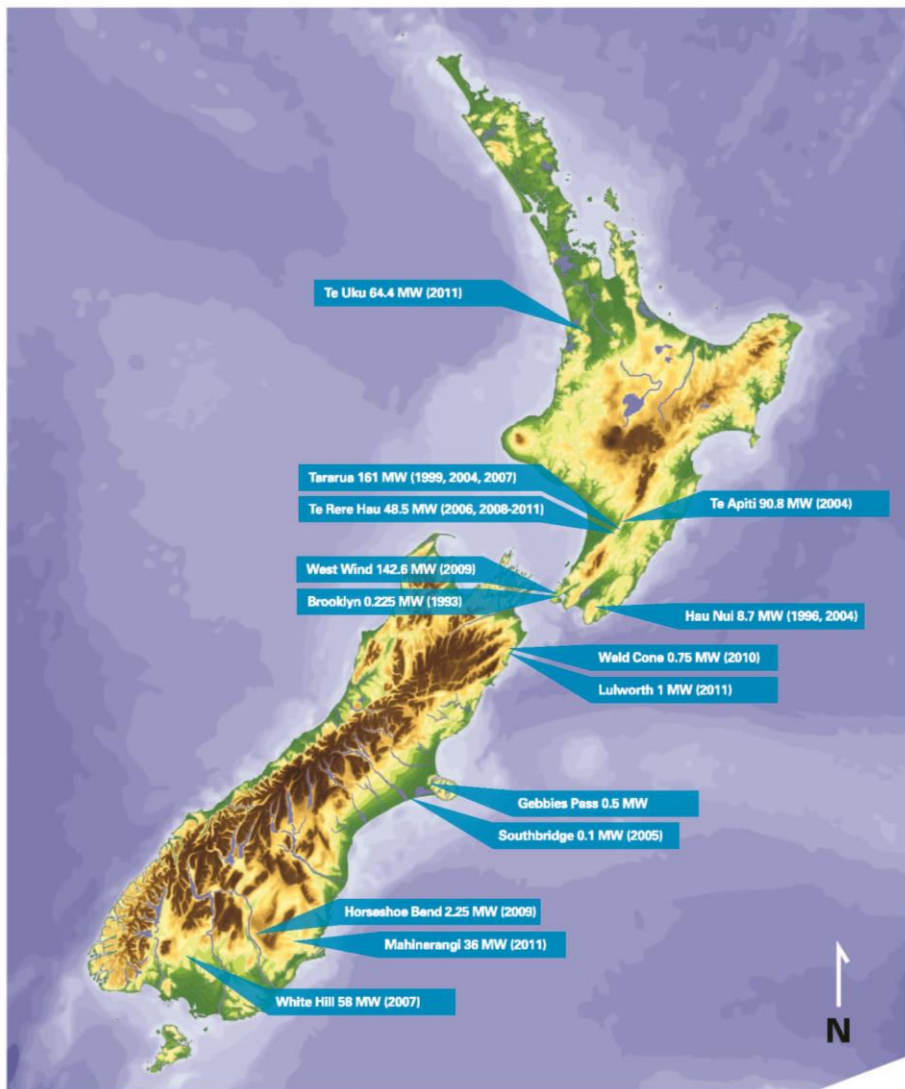 Te Uku 64.4 MW (2011)
Tararua 161 MW (1999, 2004, 2007)
Te Rere Hau 48.5 MW (2006, 2008-2011)
Te Apiti 90.8 MW (2004)
West Wind 142.6 MW (2009)
Brooklyn 0.225 MW (1993)
Hau Nui 8.7 MW (1996, 2004)
Weld Cone 0.75 MW (2010)
Lulworth 1 MW (2011)
Gebbies Pass 0.5 MW
Southbridge 0.1 MW (2005)
Horseshoe Bend 2.25 MW (2009)
Mahinerangi 36 MW (2011)
White Hill 58 MW (2007)
N